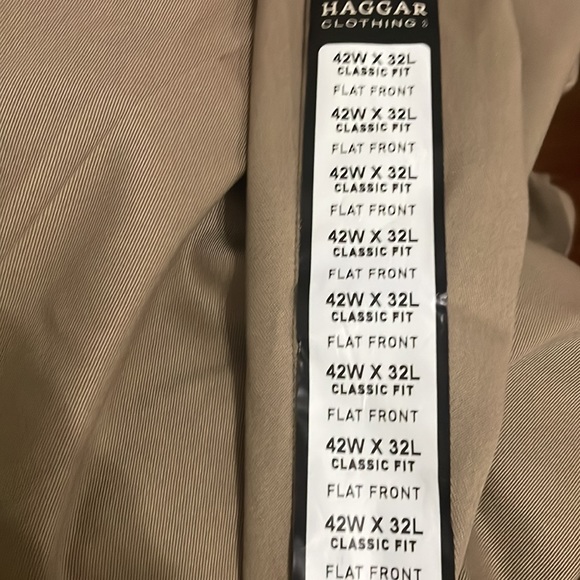 HAGGAR
CLOTHING CO
42W X 32L
CLASSIC FIT
FLAT FRONT
42W X 32L
CLASSIC FIT
FLAT FRONT
42W X 32L
CLASSIC FIT
FLAT FRONT
42W X 32L
CLASSIC FIT
FLAT FRONT
42W X 32L
CLASSIC FIT
FLAT FRONT
42W X 32L
CLASSIC FIT
FLAT FRONT
42W X 32L
CLASSIC FIT
FLAT FRONT
42W X 32L
CLASSIC FIT
FLAT FRONT